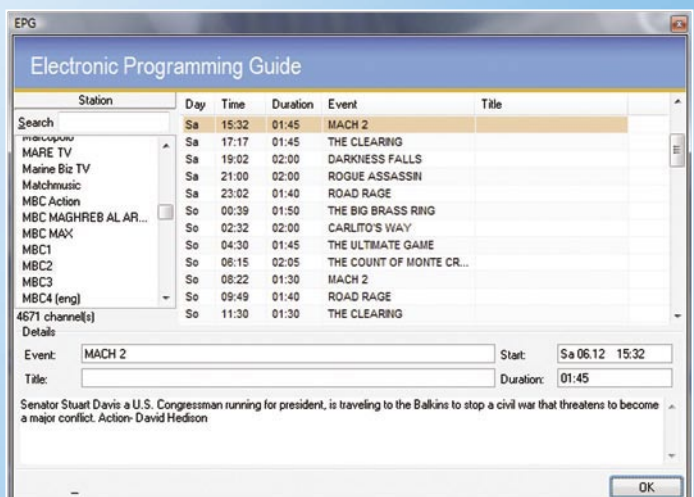 EPG
Electronic Programming Guide
Station
Search
Marcopolo
MARE TV
Marine Biz TV
Matchmusic
MBC Action
MBC MAGHREB AL AR...
MBC MAX
MBC1
MBC2
MBC3
MBC4 (eng)
4671 channel(s)
Day Time Duration Event Title
Sa 15:32 01:45 MACH 2
Sa 17:17 01:45 THE CLEARING
Sa 19:02 02:00 DARKNESS FALLS
Sa 21:00 02:00 ROGUE ASSASSIN
Sa 23:02 01:40 ROAD RAGE
So 00:39 01:50 THE BIG BRASS RING
So 02:32 02:00 CARLITO'S WAY
So 04:30 01:45 THE ULTIMATE GAME
So 06:15 02:05 THE COUNT OF MONTE CR...
So 08:22 01:30 MACH 2
So 09:49 01:40 ROAD RAGE
So 11:30 01:30 THE CLEARING
Details
Event: MACH 2 Start: Sa 06.12 15:32
Title: Duration: 01:45
Senator Stuart Davis a U.S. Congressman running for president, is traveling to the Balkins to stop a civil war that threatens to become
a major conflict. Action- David Hedison
OK